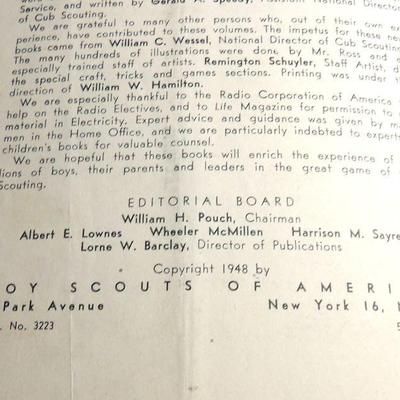 Service, and written by Gerald A. Speedy, Assistant National Director
of Cub Scouting.
We are grateful to many other persons who, out of their own ex-
perience, have contributed to these volumes. The impetus for these new
books came from William C. Wessel, National Director of Cub Scouting.
The many hundreds of illustrations were done by Mr. Ross and
especially trained staff of artists. Remington Schuyler, Staff Artist, d
the special craft, tricks and games sections. Printing was under th
direction of William W. Hamilton.
We are especially thankful to the Radio Corporation of America
help on the Radio Electives, and to Life Magazine for permission to
material in Electricity. Expert advice and guidance was given by ma
men in the Home Office, and we are particularly indebted to experts
children's books for valuable counsel.
We are hopeful that these books will enrich the experience of
lions of boys, their parents and leaders in the great game of
Scouting.
EDITORIAL BOARD
William H. Pouch, Chairman
Albert E. Lownes Wheeler McMillen Harrison M. Sayre
Lorne W. Barclay, Director of Publications
Copyright 1948 by
OY SCOUTS OF AMERI
Park Avenue New York 16,
. No. 3223